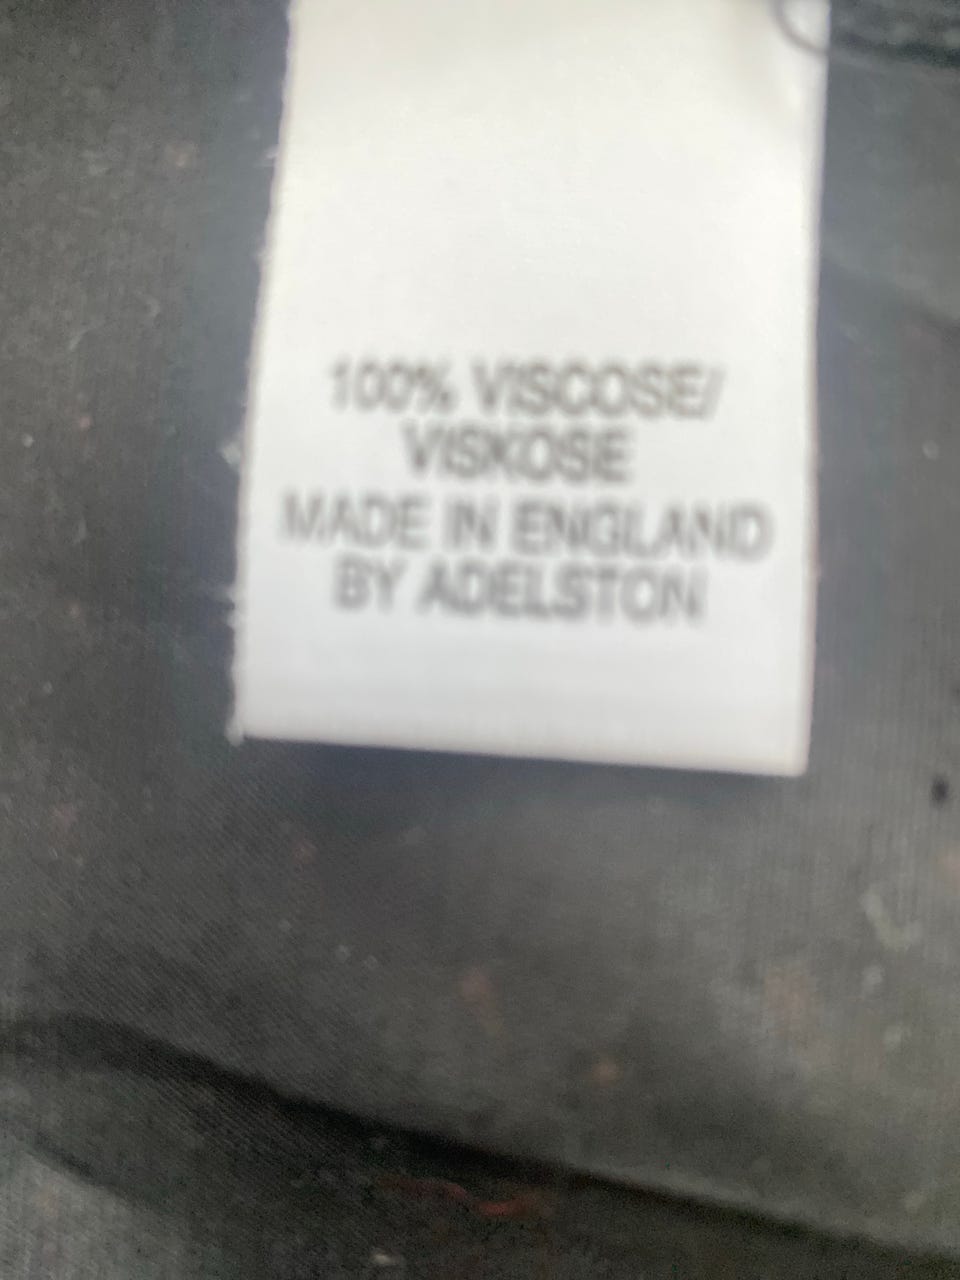 100% VISCOSE/
VISKOSE
MADE IN ENGLAND
BY ADELSTON